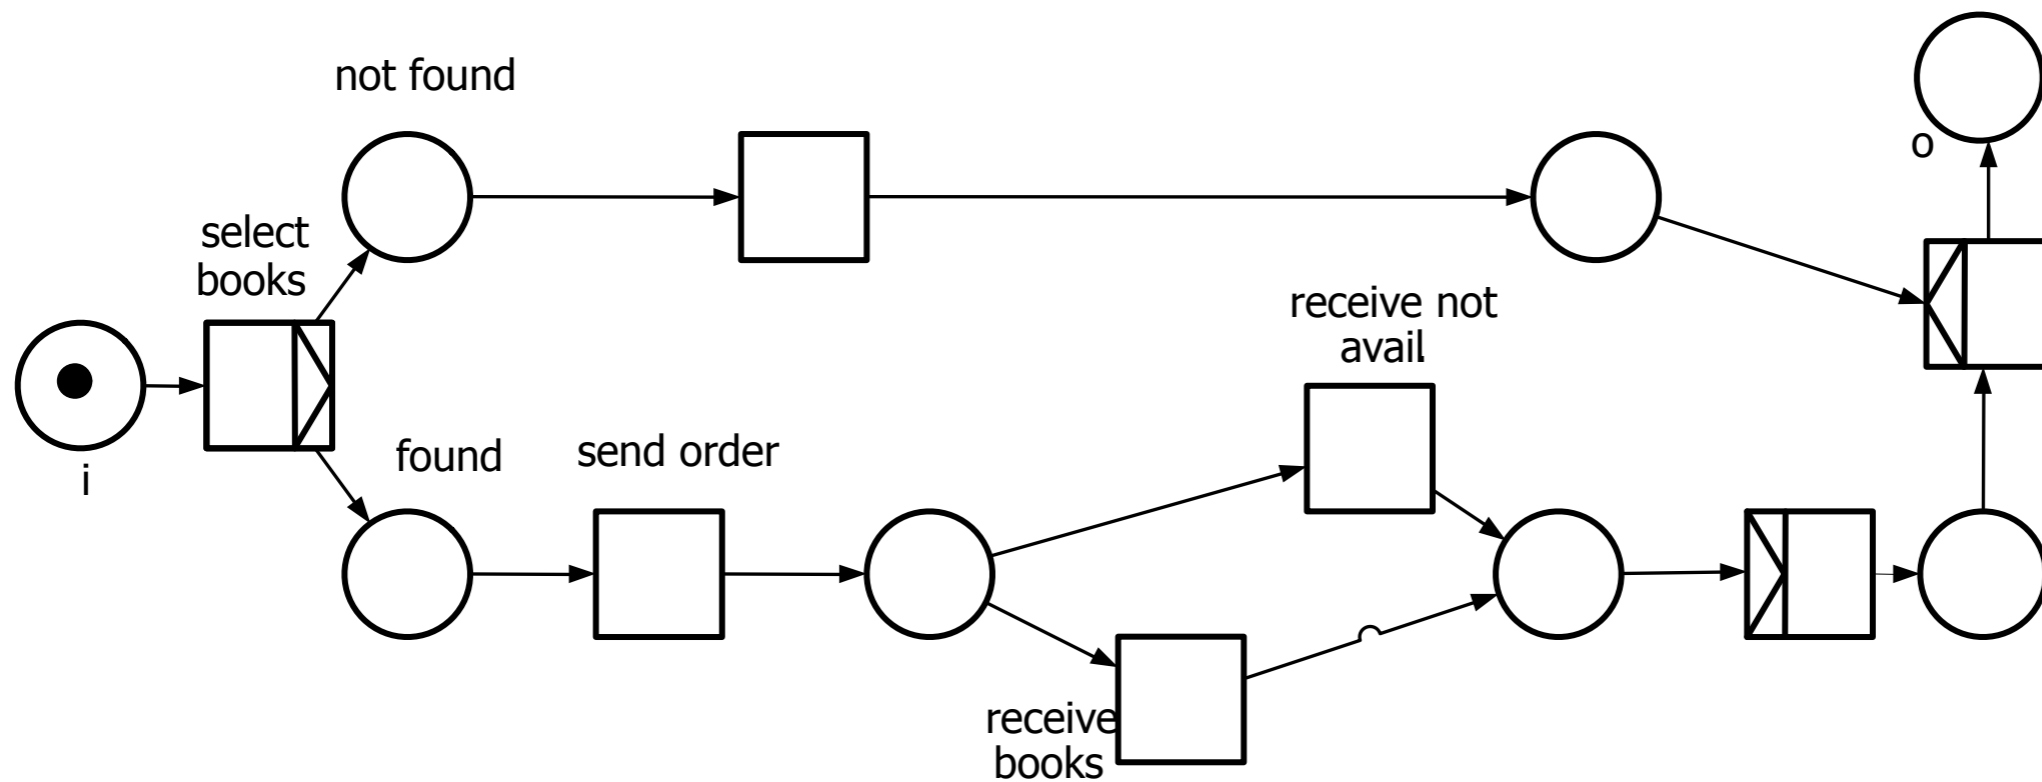 not found
select
books
i
found
send order
receive not
avail
receive
books
o